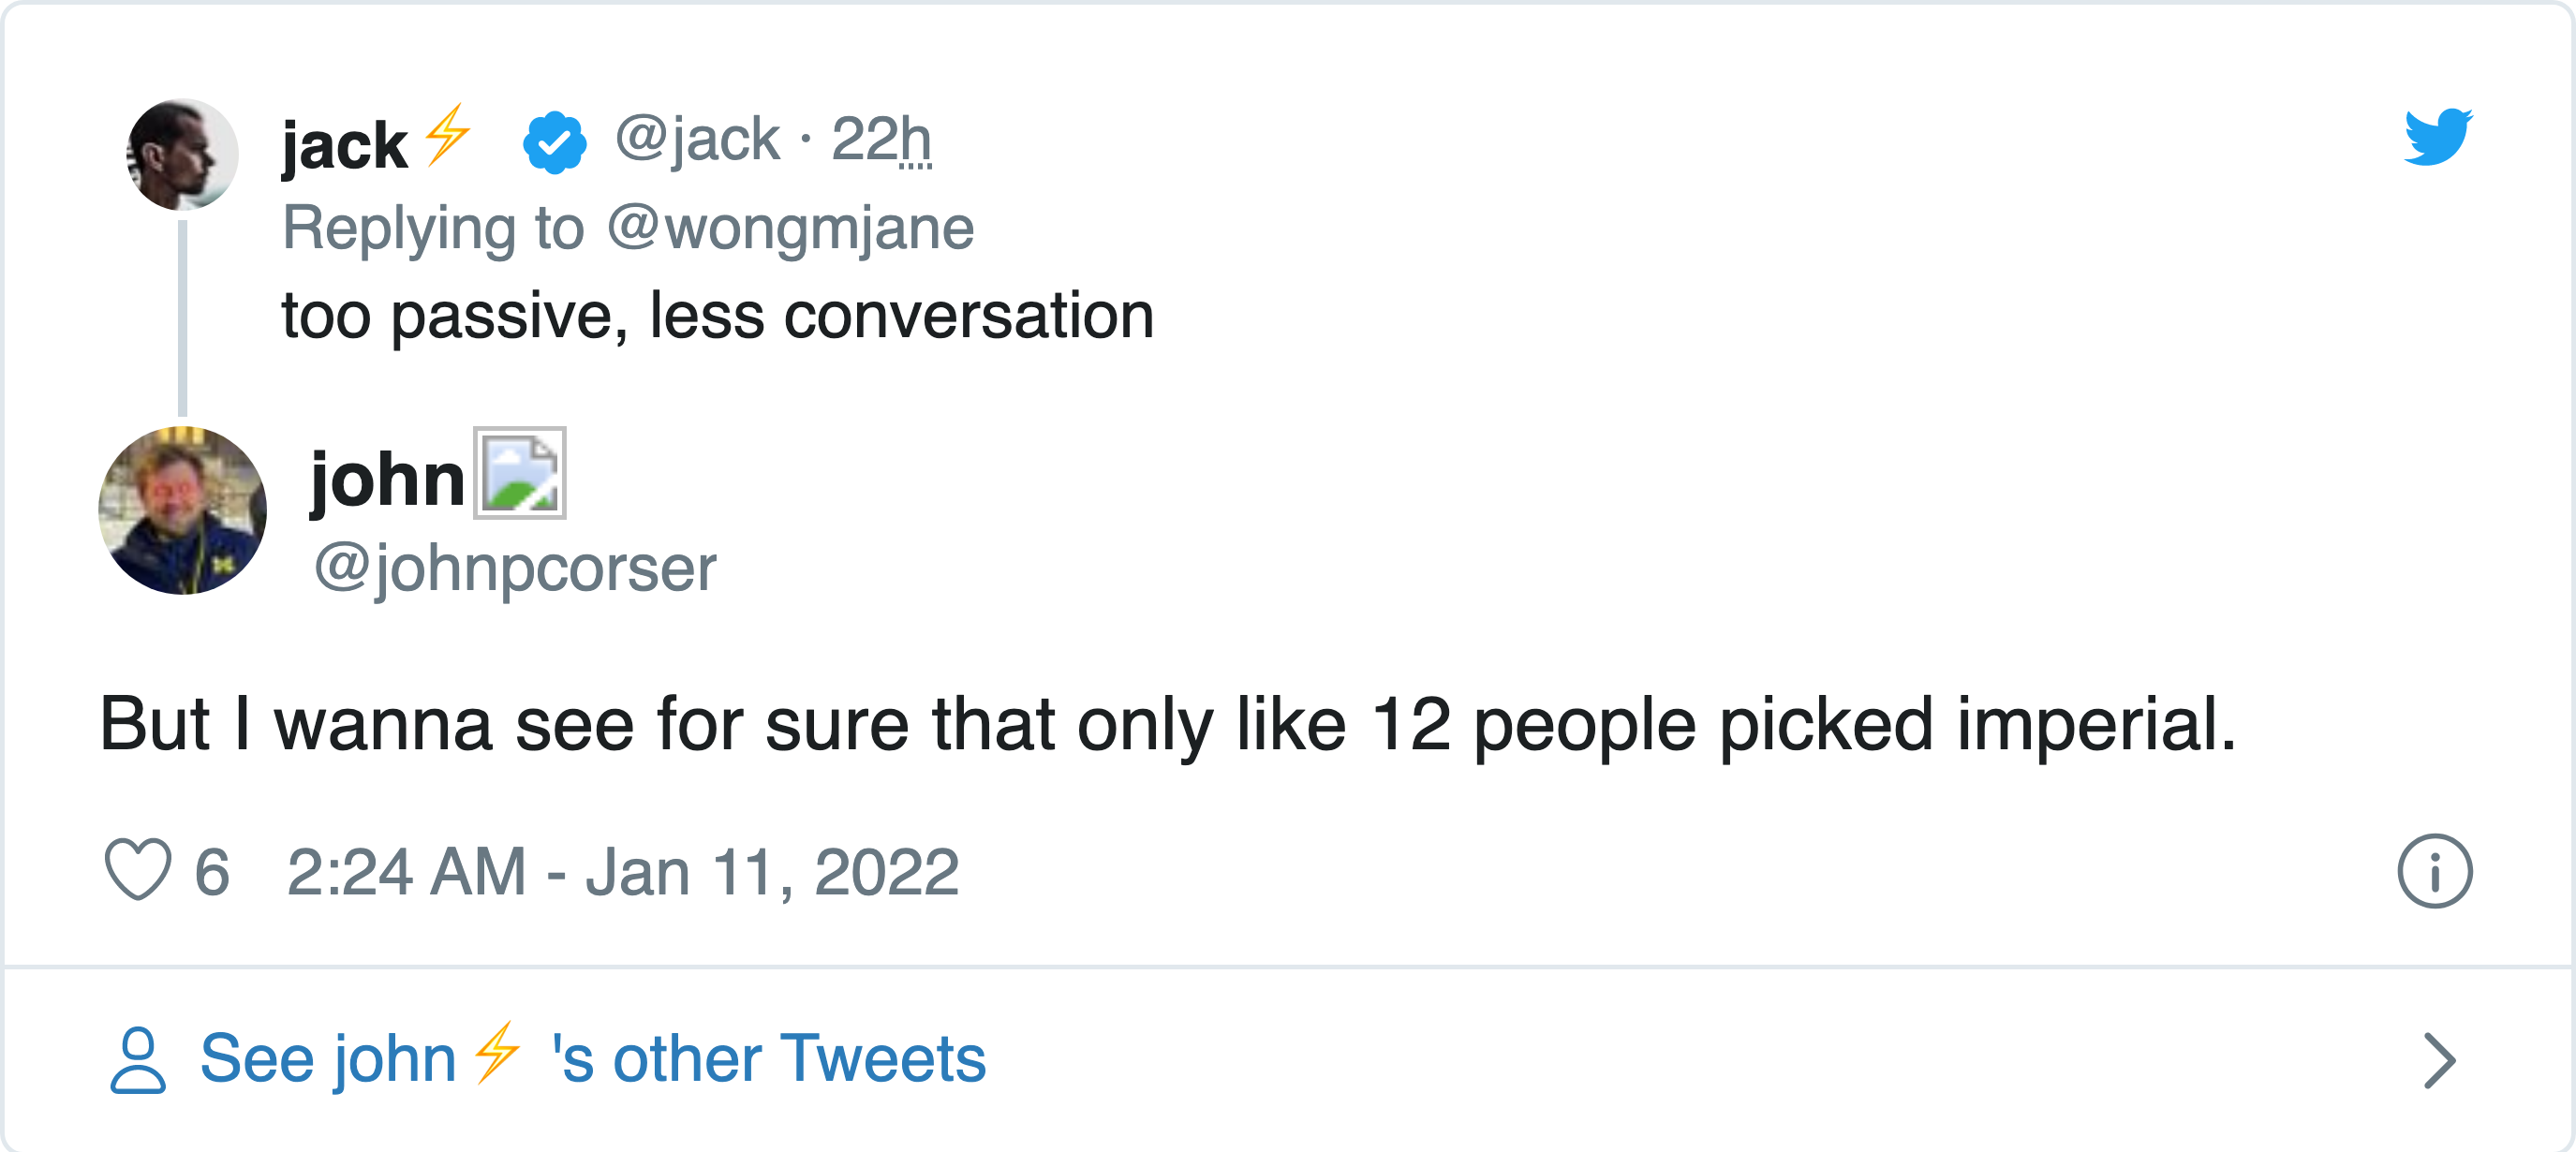 jack⚡ @jack · 22h
Replying to @wongmjane
too passive, less conversation
john
@johnpcorser
But I wanna see for sure that only like 12 people picked imperial.
6 2:24 AM - Jan 11, 2022
See john⚡ 's other Tweets